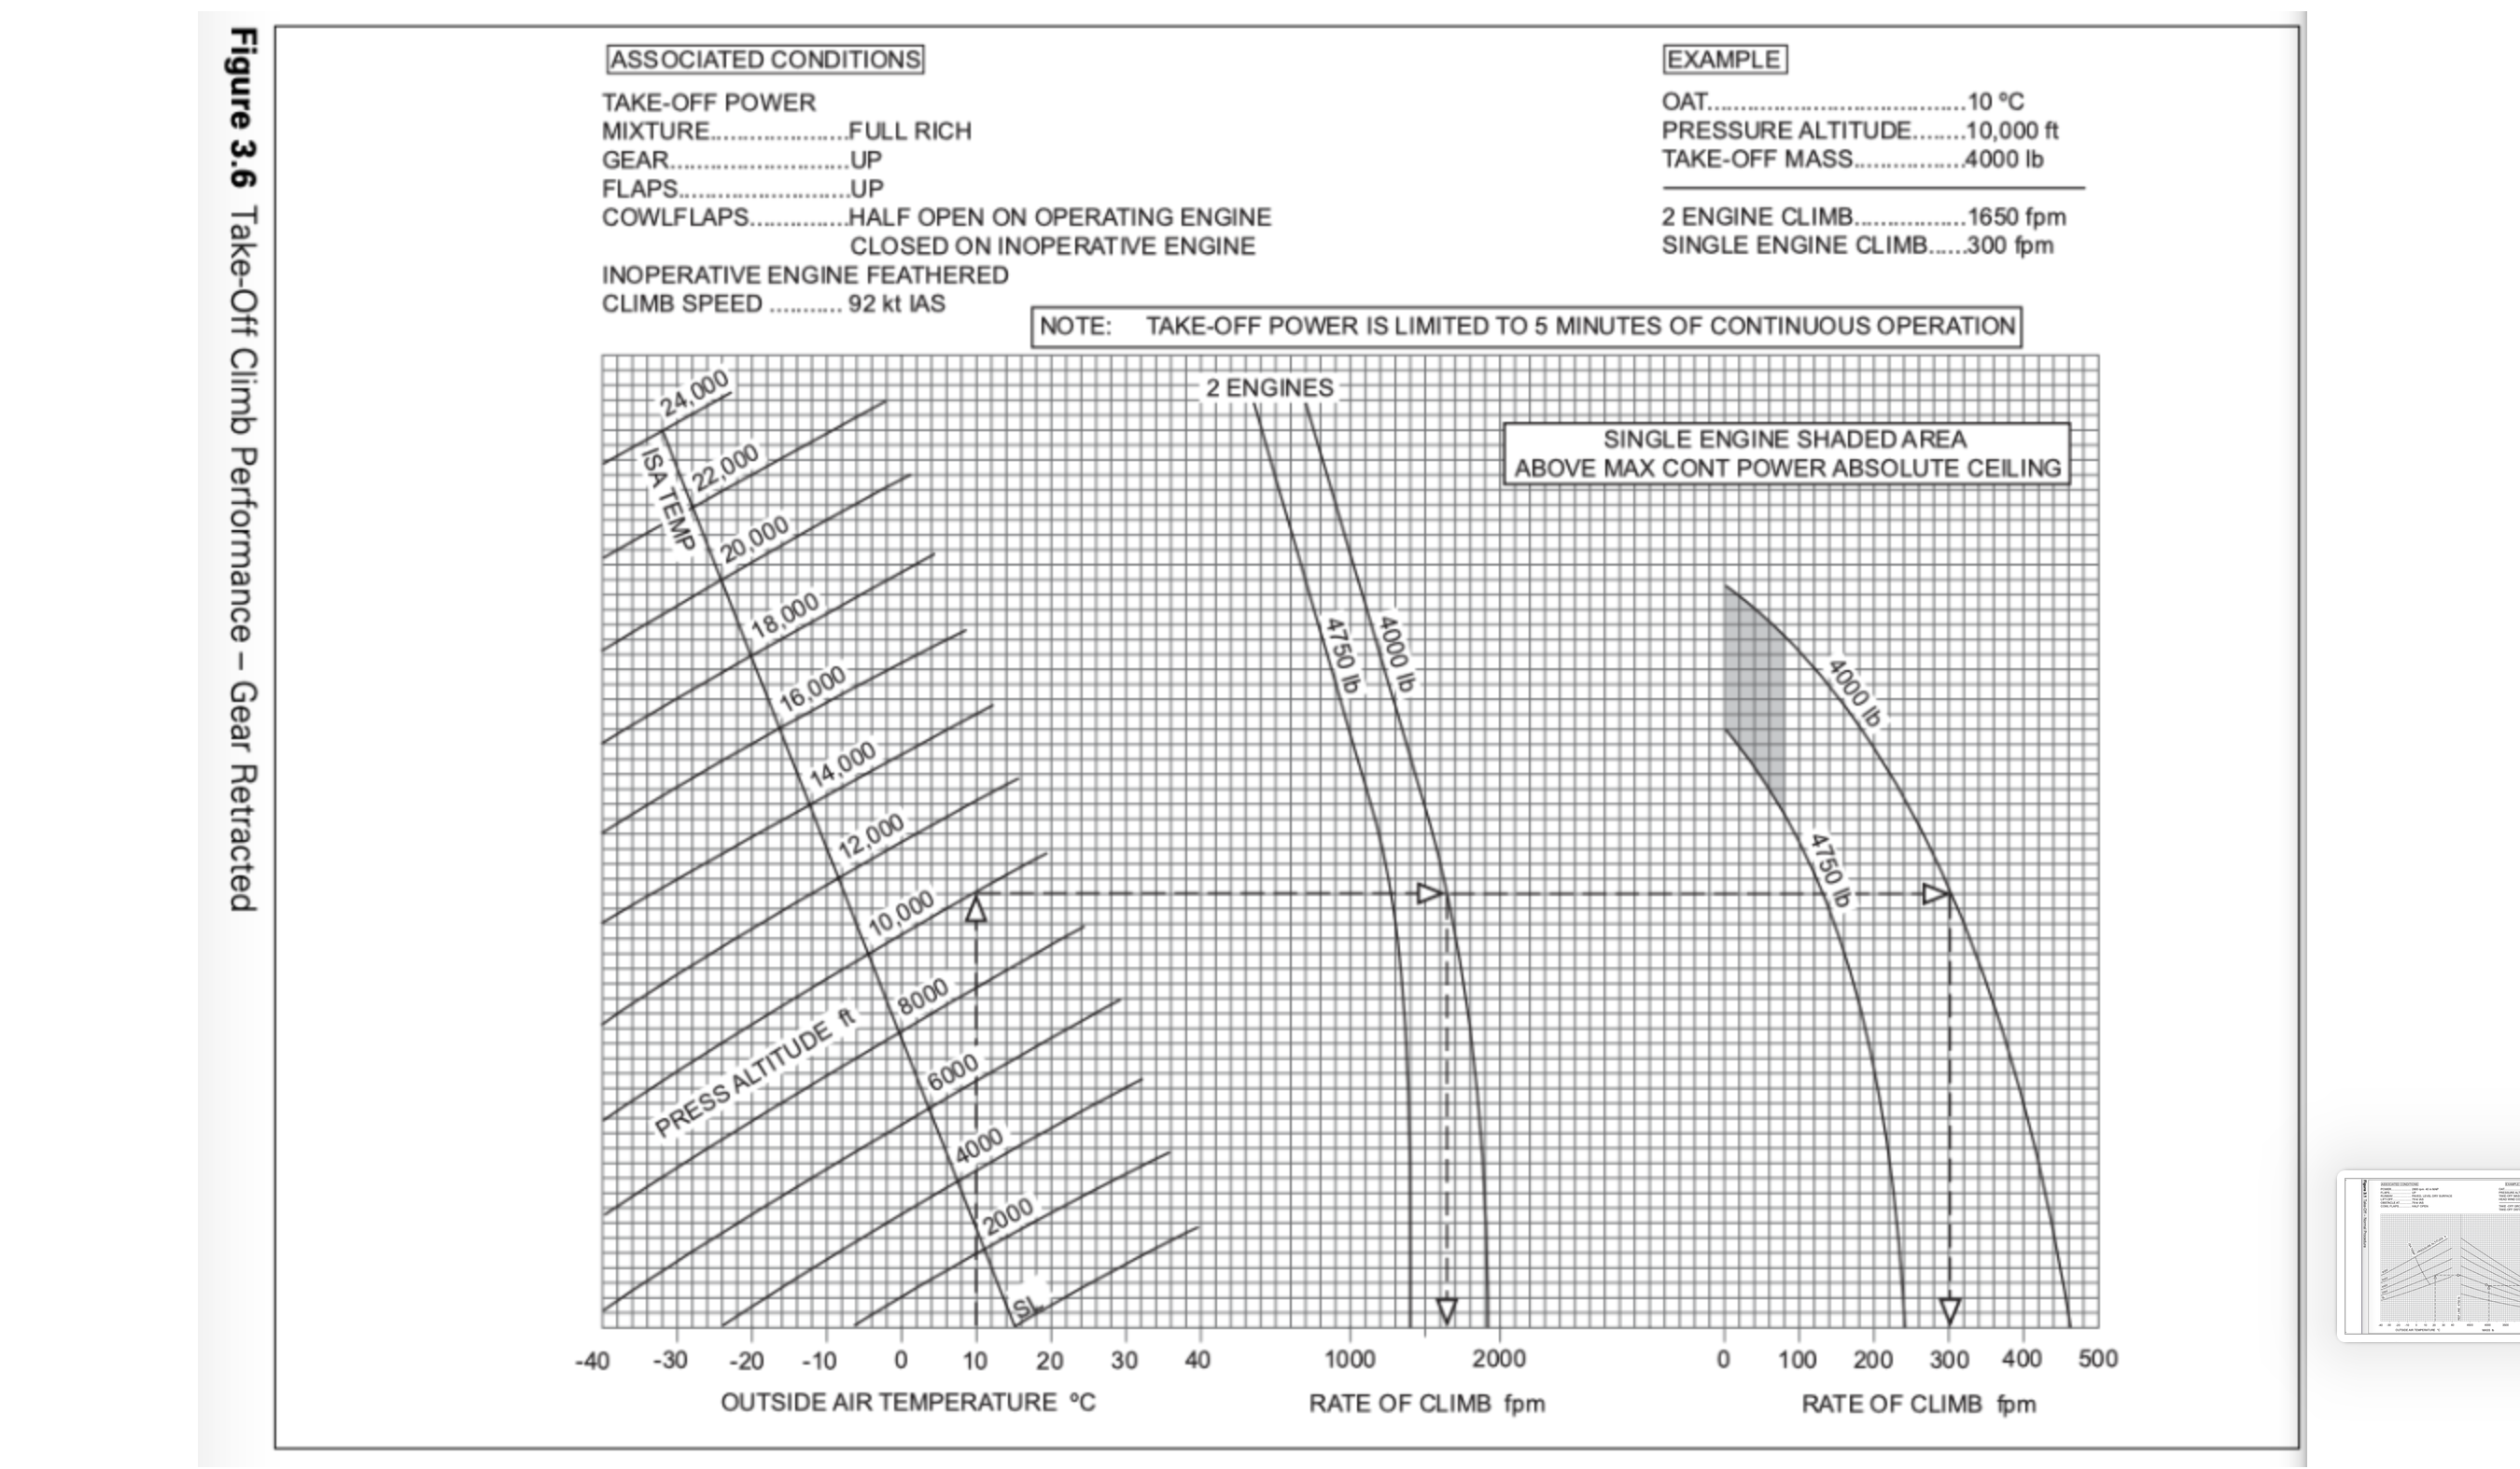 Figure 3.6 Take-Off Climb Performance – Gear Retracted
ASSOCIATED CONDITIONS
TAKE-OFF POWER
MIXTURE.....................FULL RICH
GEAR...........................UP
FLAPS..........................UP
COWLFLAPS...............HALF OPEN ON OPERATING ENGINE
CLOSED ON INOPERATIVE ENGINE
INOPERATIVE ENGINE FEATHERED
CLIMB SPEED ........... 92 kt IAS
EXAMPLE
OAT.......................................10 ºC
PRESSURE ALTITUDE........10,000 ft
TAKE-OFF MASS.................4000 lb
2 ENGINE CLIMB.................1650 fpm
SINGLE ENGINE CLIMB......300 fpm
NOTE: TAKE-OFF POWER IS LIMITED TO 5 MINUTES OF CONTINUOUS OPERATION
2 ENGINES
SINGLE ENGINE SHADED AREA
ABOVE MAX CONT POWER ABSOLUTE CEILING
24,000
ISA TEMP
22,000
20,000
18,000
16,000
14,000
12,000
10,000
8000
PRESS ALTITUDE ft
6000
4000
2000
SL
4750 lb
4000 lb
4000 lb
4750 lb
-40 -30 -20 -10 0 10 20 30 40 1000 2000 0 100 200 300 400 500
OUTSIDE AIR TEMPERATURE ºC
RATE OF CLIMB fpm
RATE OF CLIMB fpm